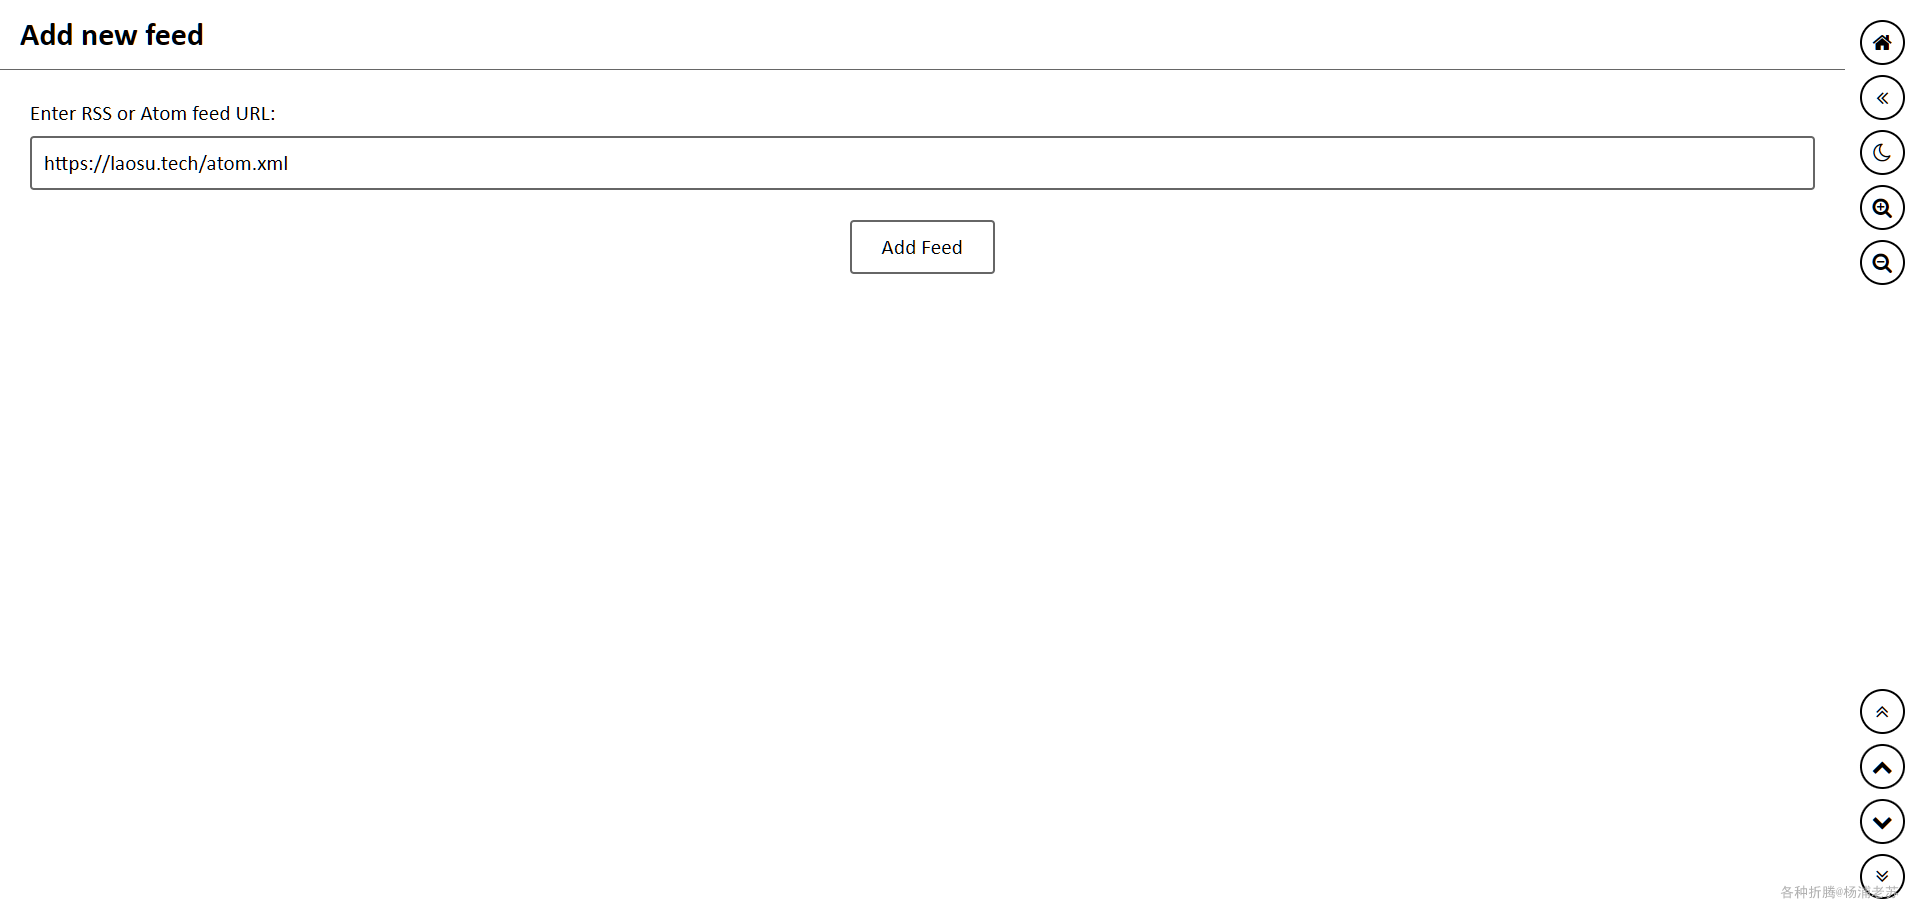 Add new feed
Enter RSS or Atom feed URL:
https://laosu.tech/atom.xml
Add Feed
各种折腾@杨浦老苏